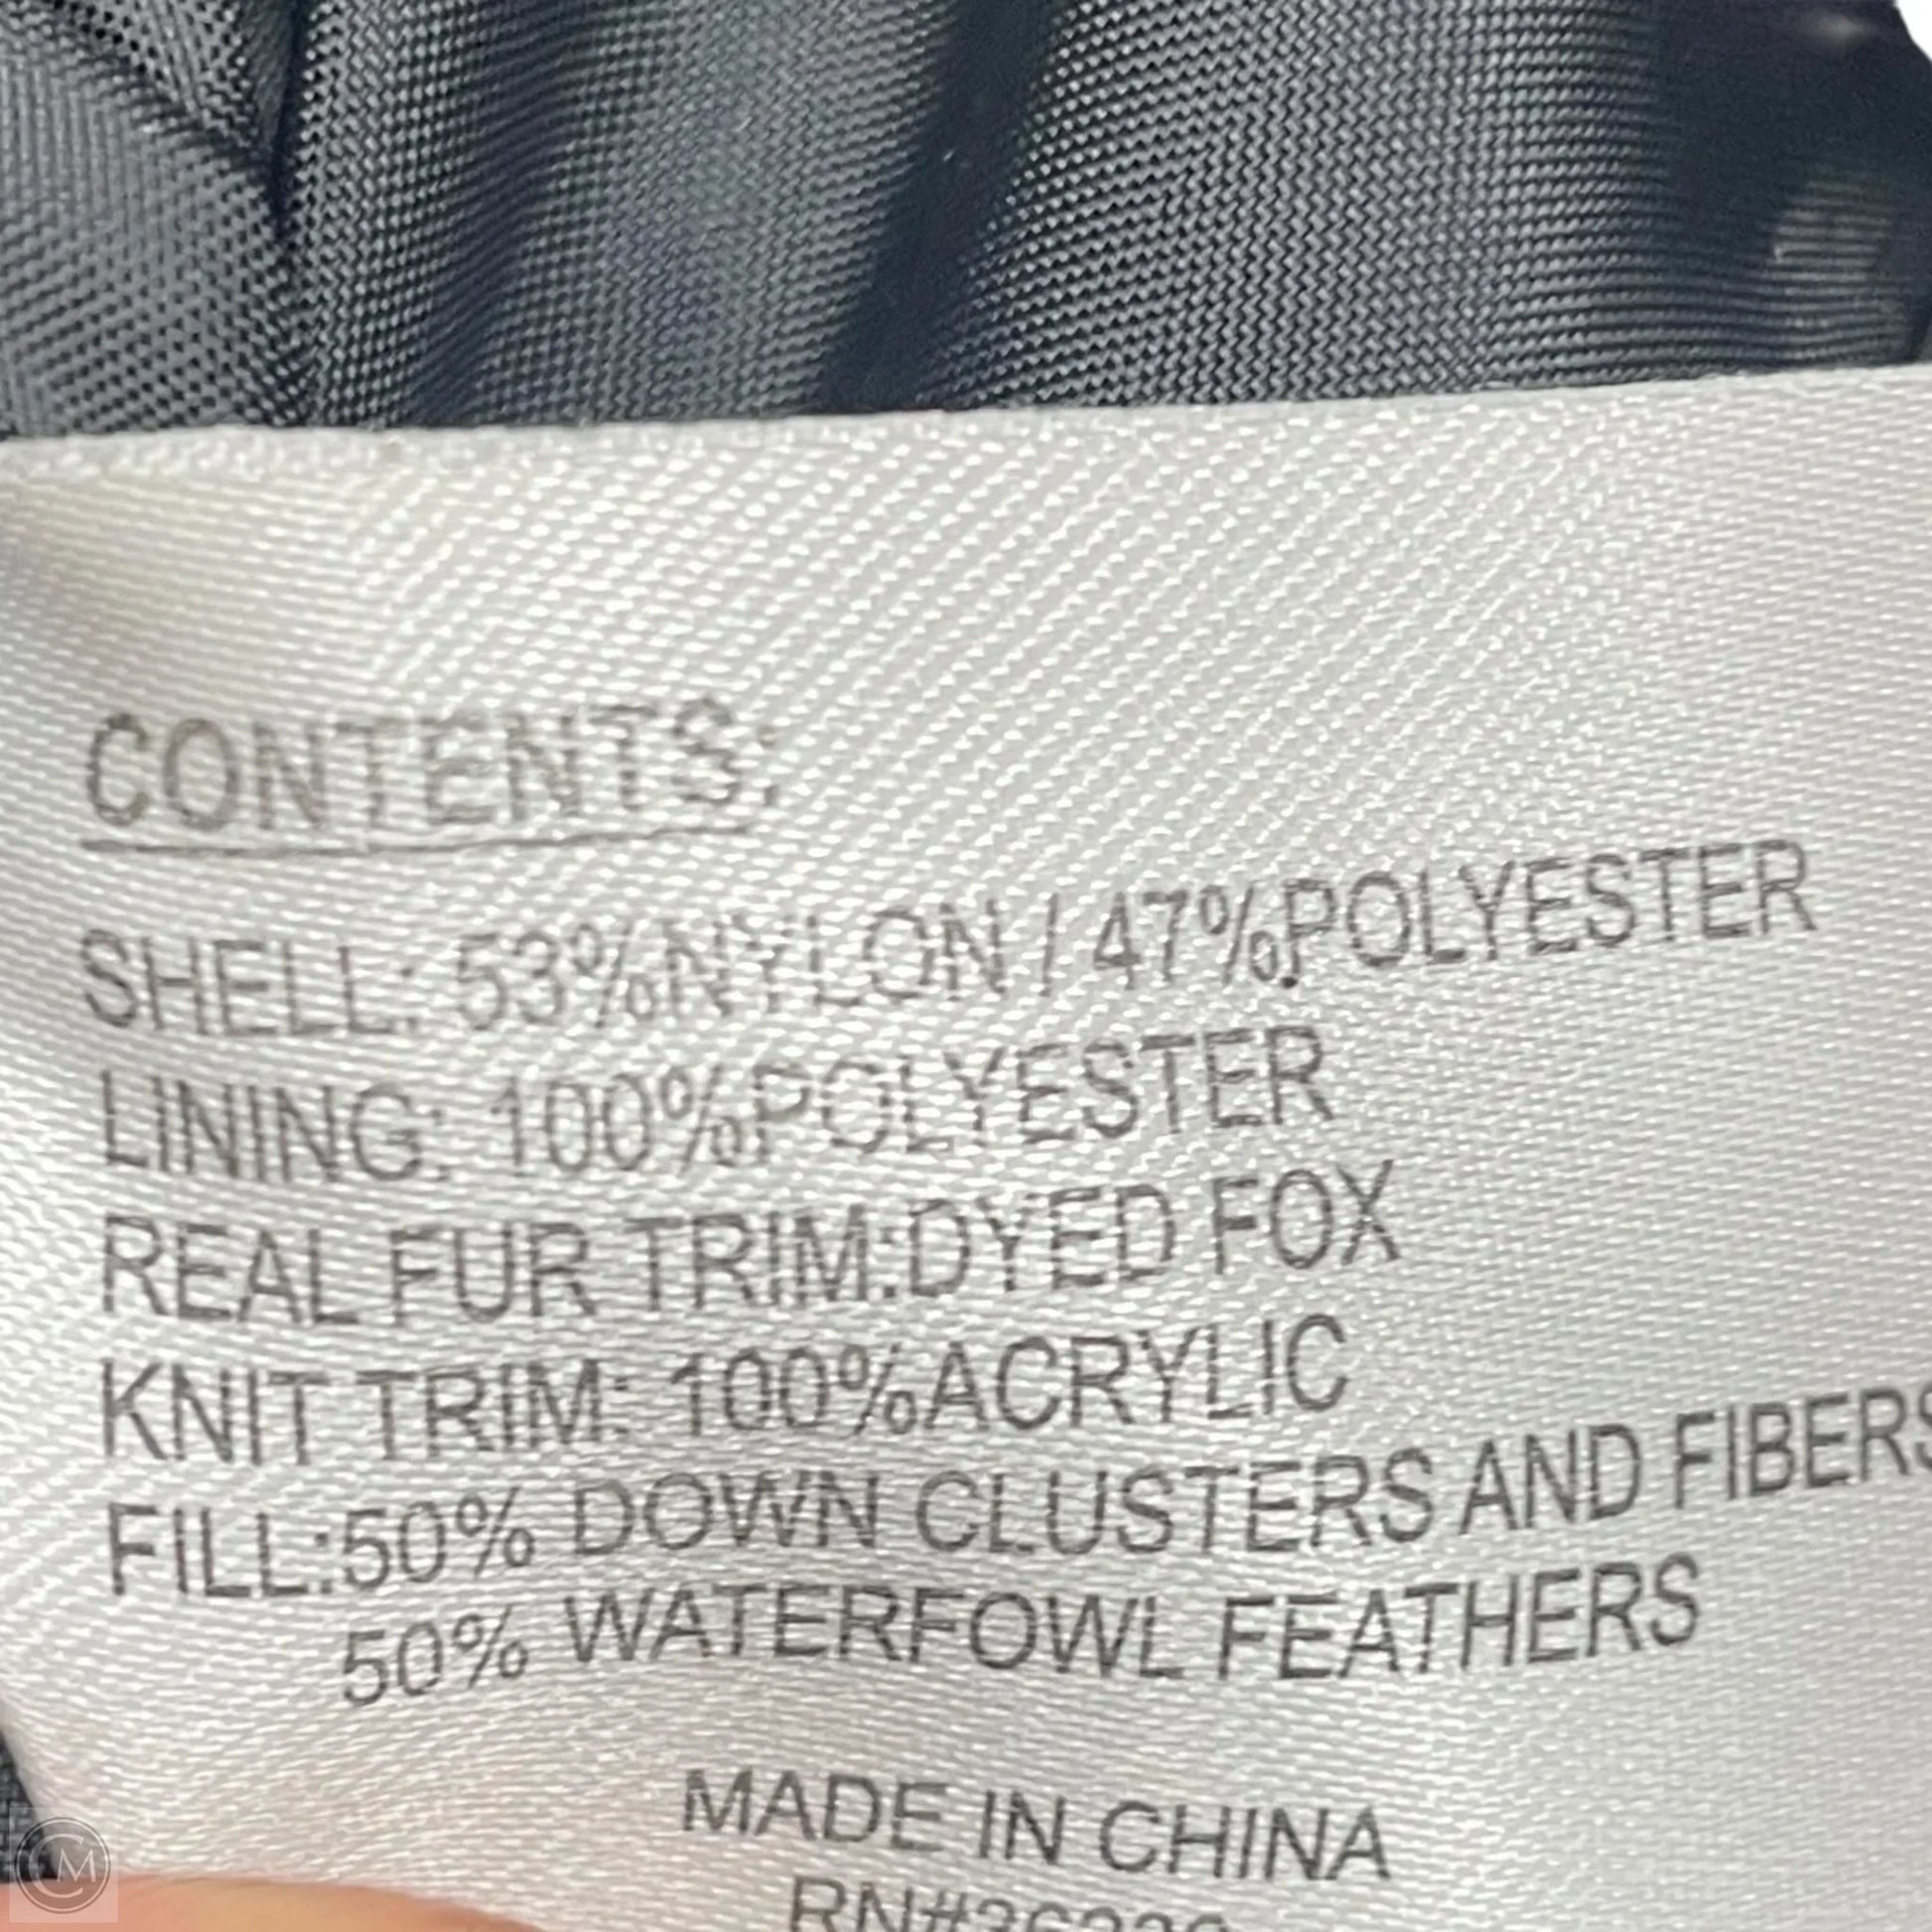 CONTENTS:
SHELL: 53%NYLON / 47%POLYESTER
LINING: 100%POLYESTER
REAL FUR TRIM:DYED FOX
KNIT TRIM: 100%ACRYLIC
FILL:50% DOWN CLUSTERS AND FIBERS
50% WATERFOWL FEATHERS
MADE IN CHINA
CM